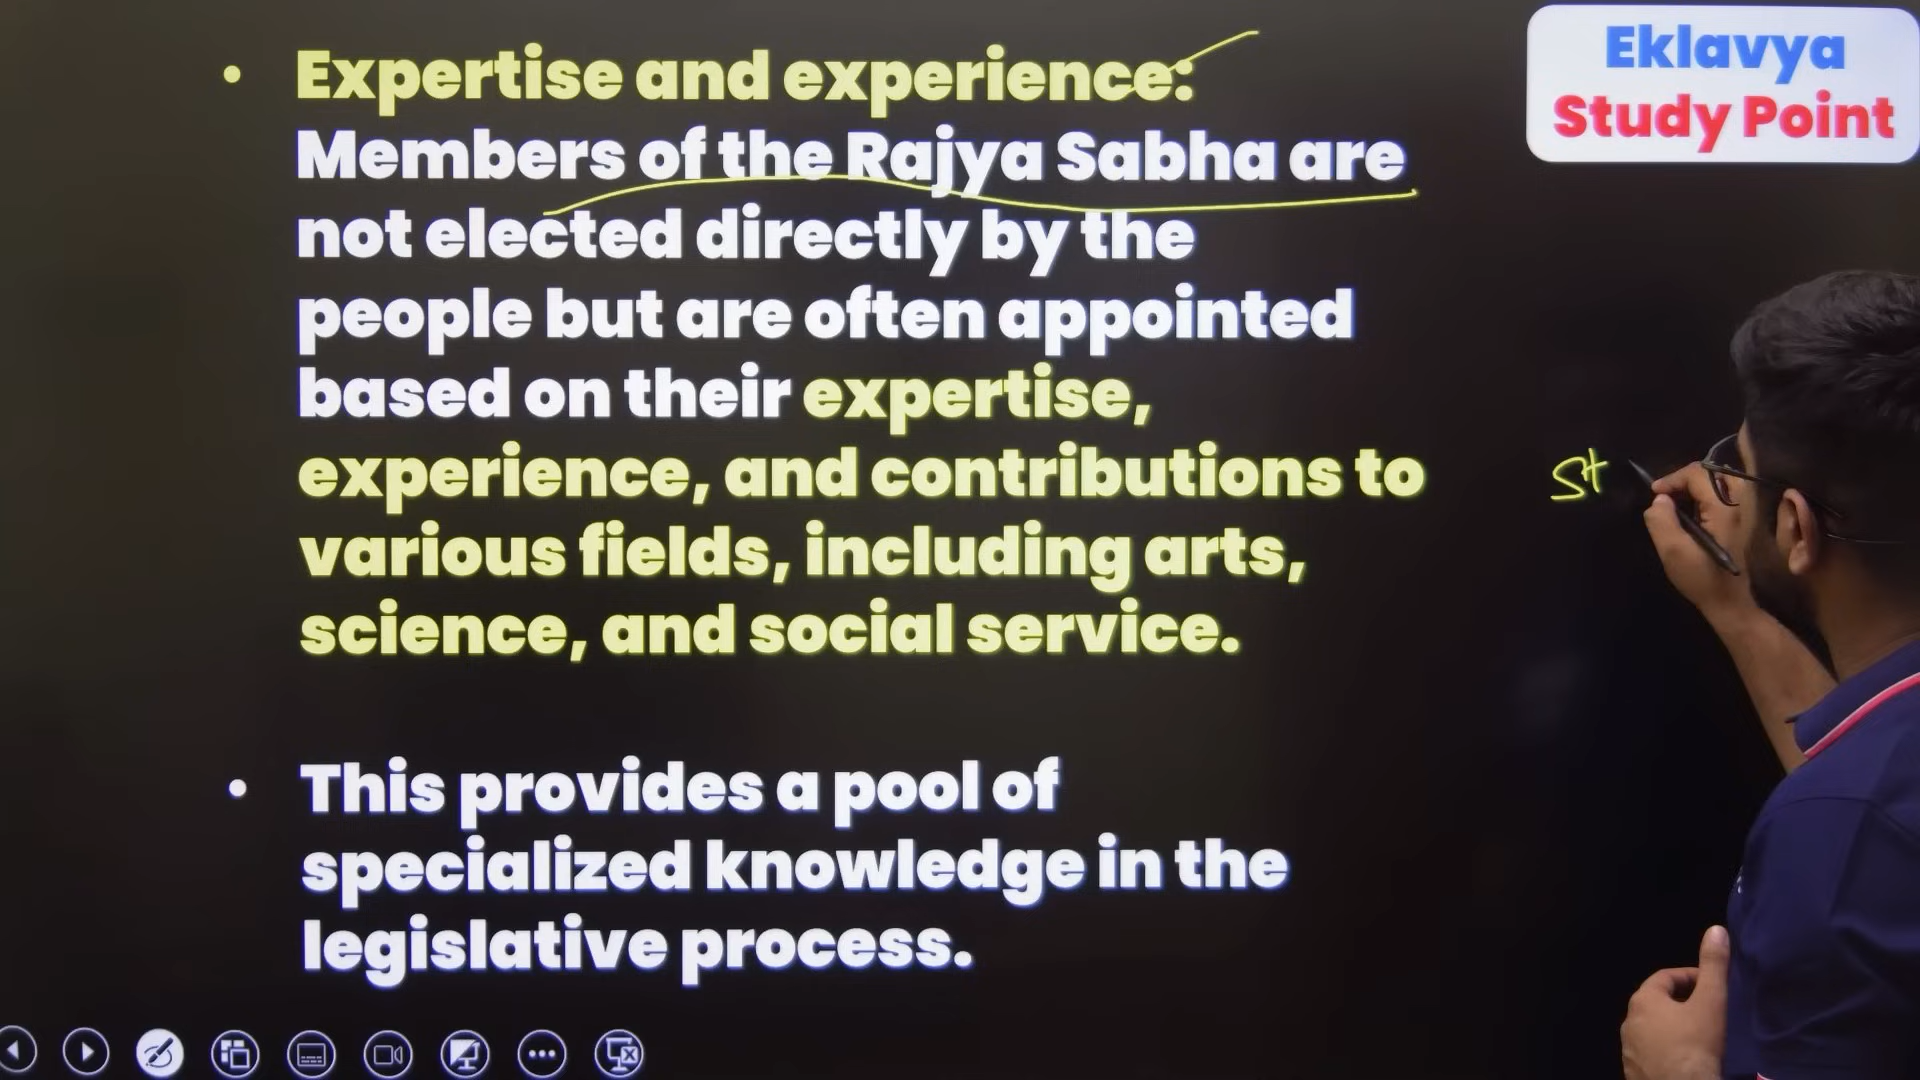 Eklavya
Study Point
• Expertise and experience:
Members of the Rajya Sabha are
not elected directly by the
people but are often appointed
based on their expertise,
experience, and contributions to
various fields, including arts,
science, and social service.
• This provides a pool of
specialized knowledge in the
legislative process.
St